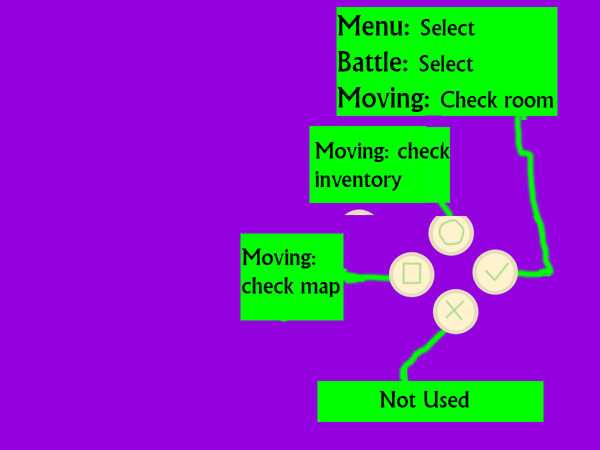 Menu: Select
Battle: Select
Moving: Check room
Moving: check
inventory
Moving:
check map
Not Used